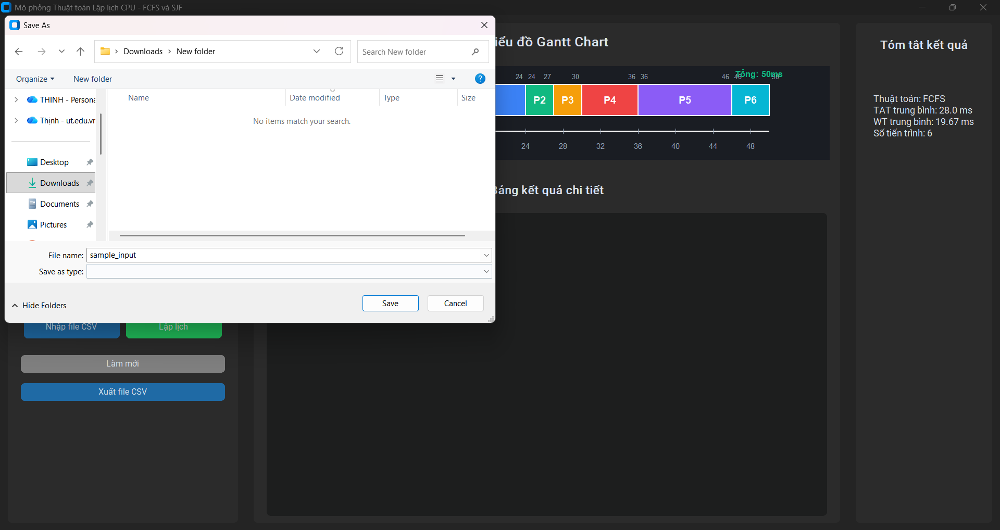 Mô phỏng Thuật toán Lập lịch CPU - FCFS và SJF
Save As
Downloads > New folder
Search New folder
Organize
New folder
?
THINH - Persona
Thịnh - ut.edu.vn
Desktop
Downloads
Documents
Pictures
Name
Date modified
Type
Size
No items match your search.
File name:
sample_input
Save as type:
Hide Folders
Save
Cancel
Nhập file CSV
Lập lịch
Làm mới
Xuất file CSV
iểu đồ Gantt Chart
Tổng: 50ms
24 24 27 30 36 36 46 46 50
P2 P3 P4 P5 P6
24 28 32 36 40 44 48
Bảng kết quả chi tiết
Tóm tắt kết quả
Thuật toán: FCFS
TAT trung bình: 28.0 ms
WT trung bình: 19.67 ms
Số tiến trình: 6